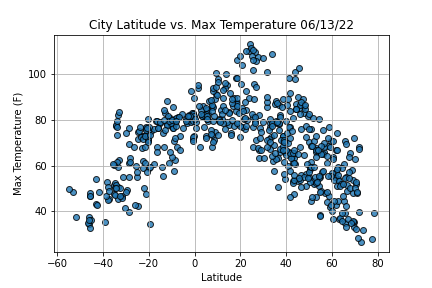 City Latitude vs. Max Temperature 06/13/22
Max Temperature (F)
100
80
60
40
−60 −40 −20 0 20 40 60 80
Latitude